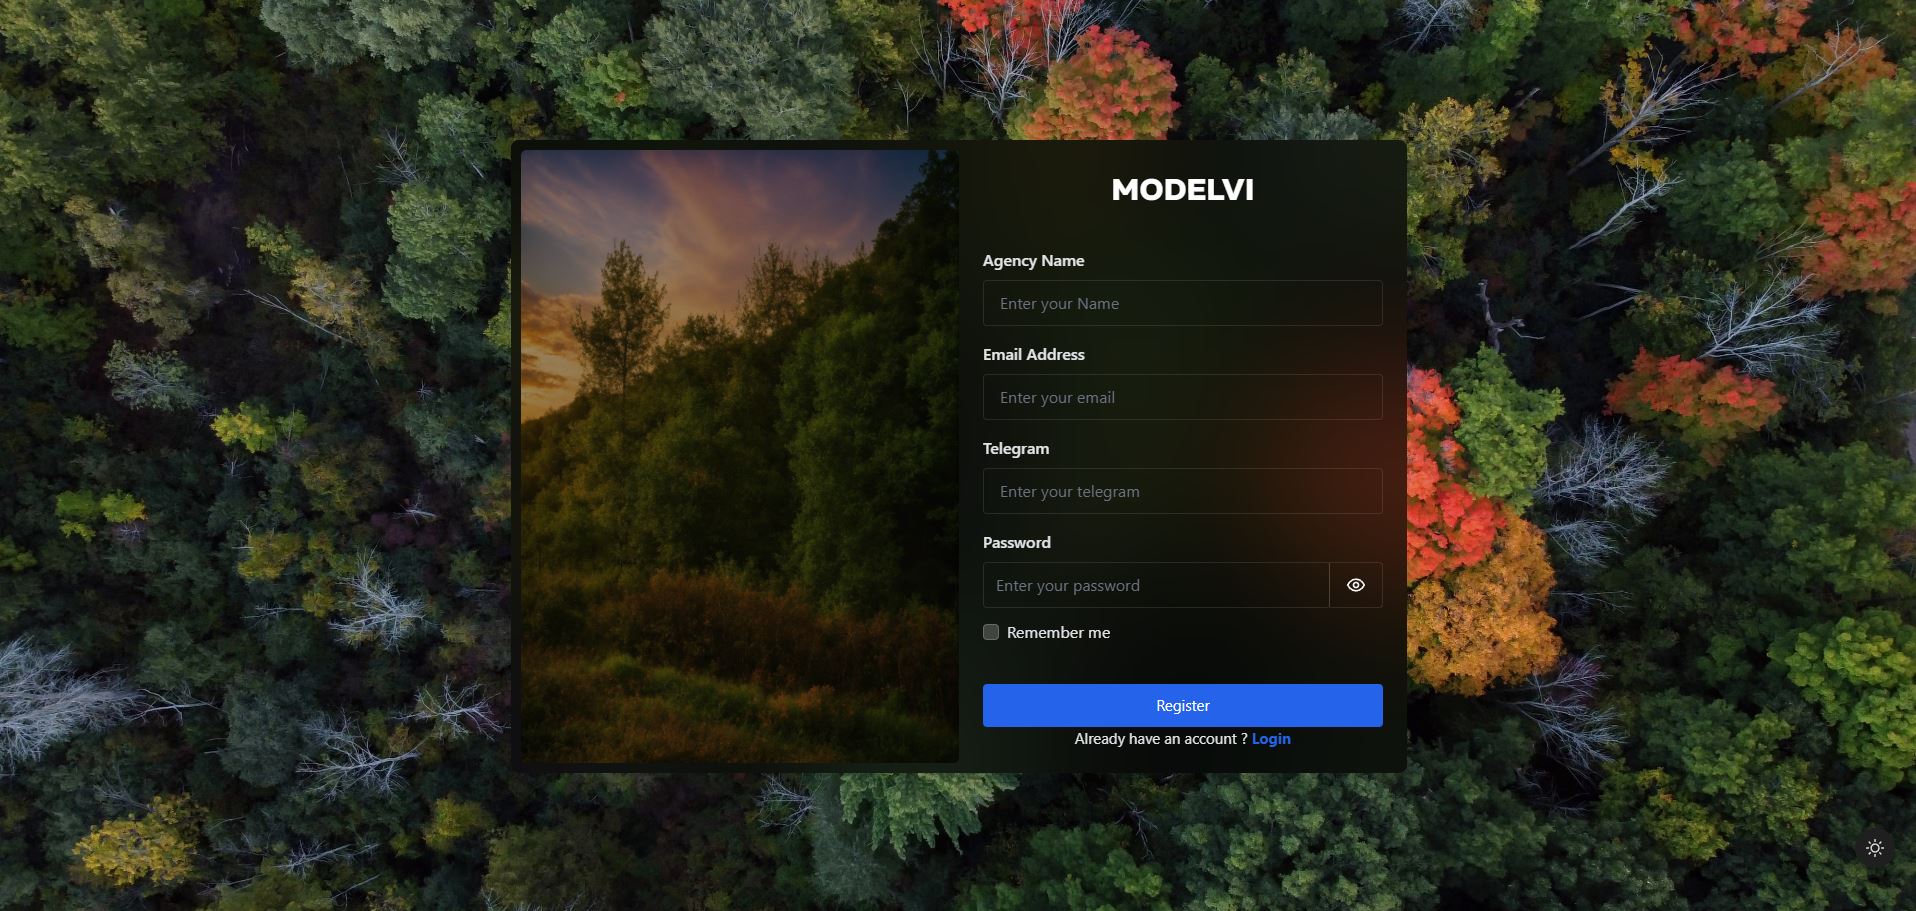 MODELVI
Agency Name
Enter your Name
Email Address
Enter your email
Telegram
Enter your telegram
Password
Enter your password
Remember me
Register
Already have an account ? Login